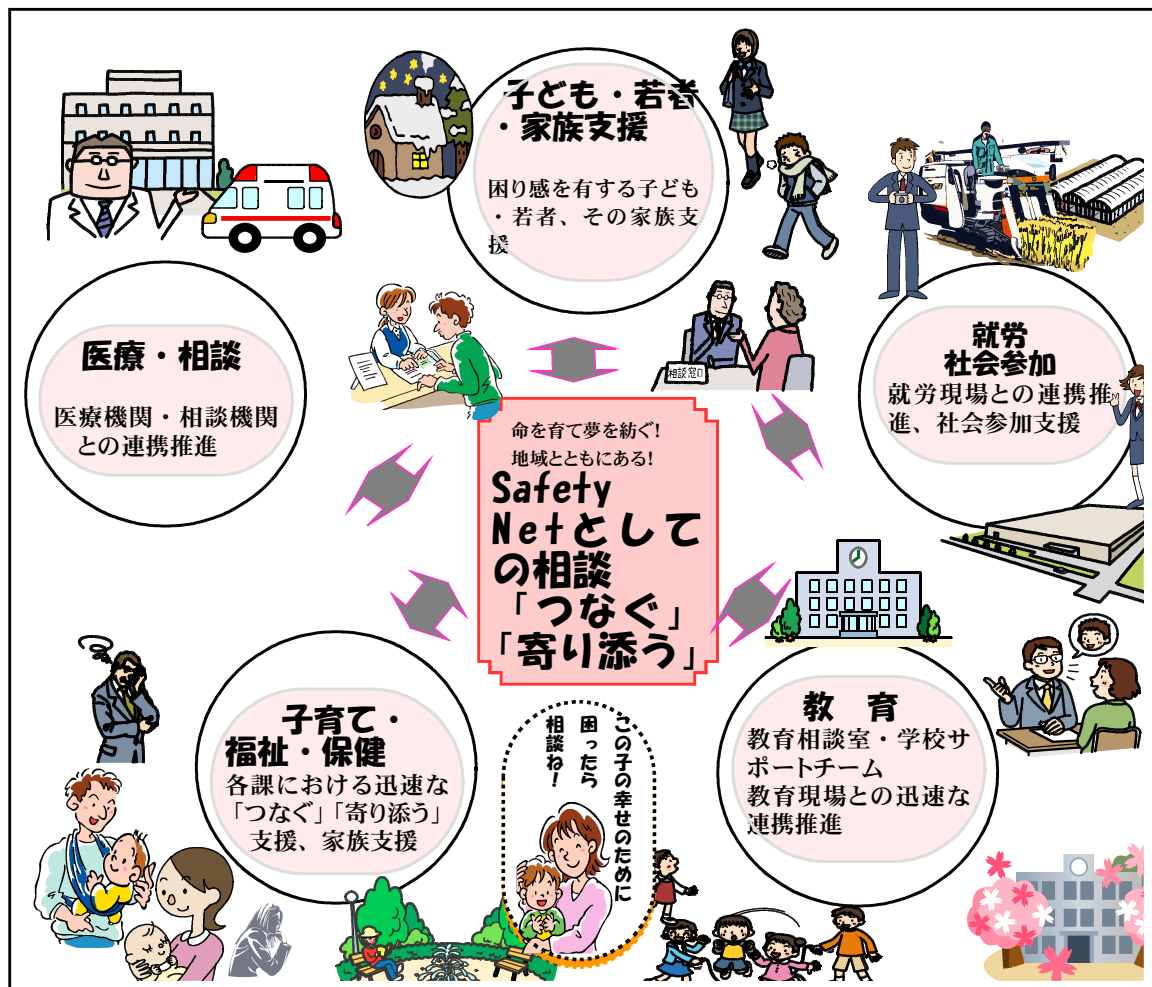 子ども・若者
・家族支援
困り感を有する子ども
・若者、その家族支
援
医療・相談
医療機関・相談機関
との連携推進
相談窓口
就労
社会参加
就労現場との連携推
進、社会参加支援
命を育て夢を紡ぐ!
地域とともにある!
Safety
Netとして
の相談
「つなぐ」
「寄り添う」
子育て・
福祉・保健
各課における迅速な
「つなぐ」「寄り添う」
支援、家族支援
この子の幸せのために
困ったら
相談ね!
教　育
教育相談室・学校サ
ポートチーム
教育現場との迅速な
連携推進